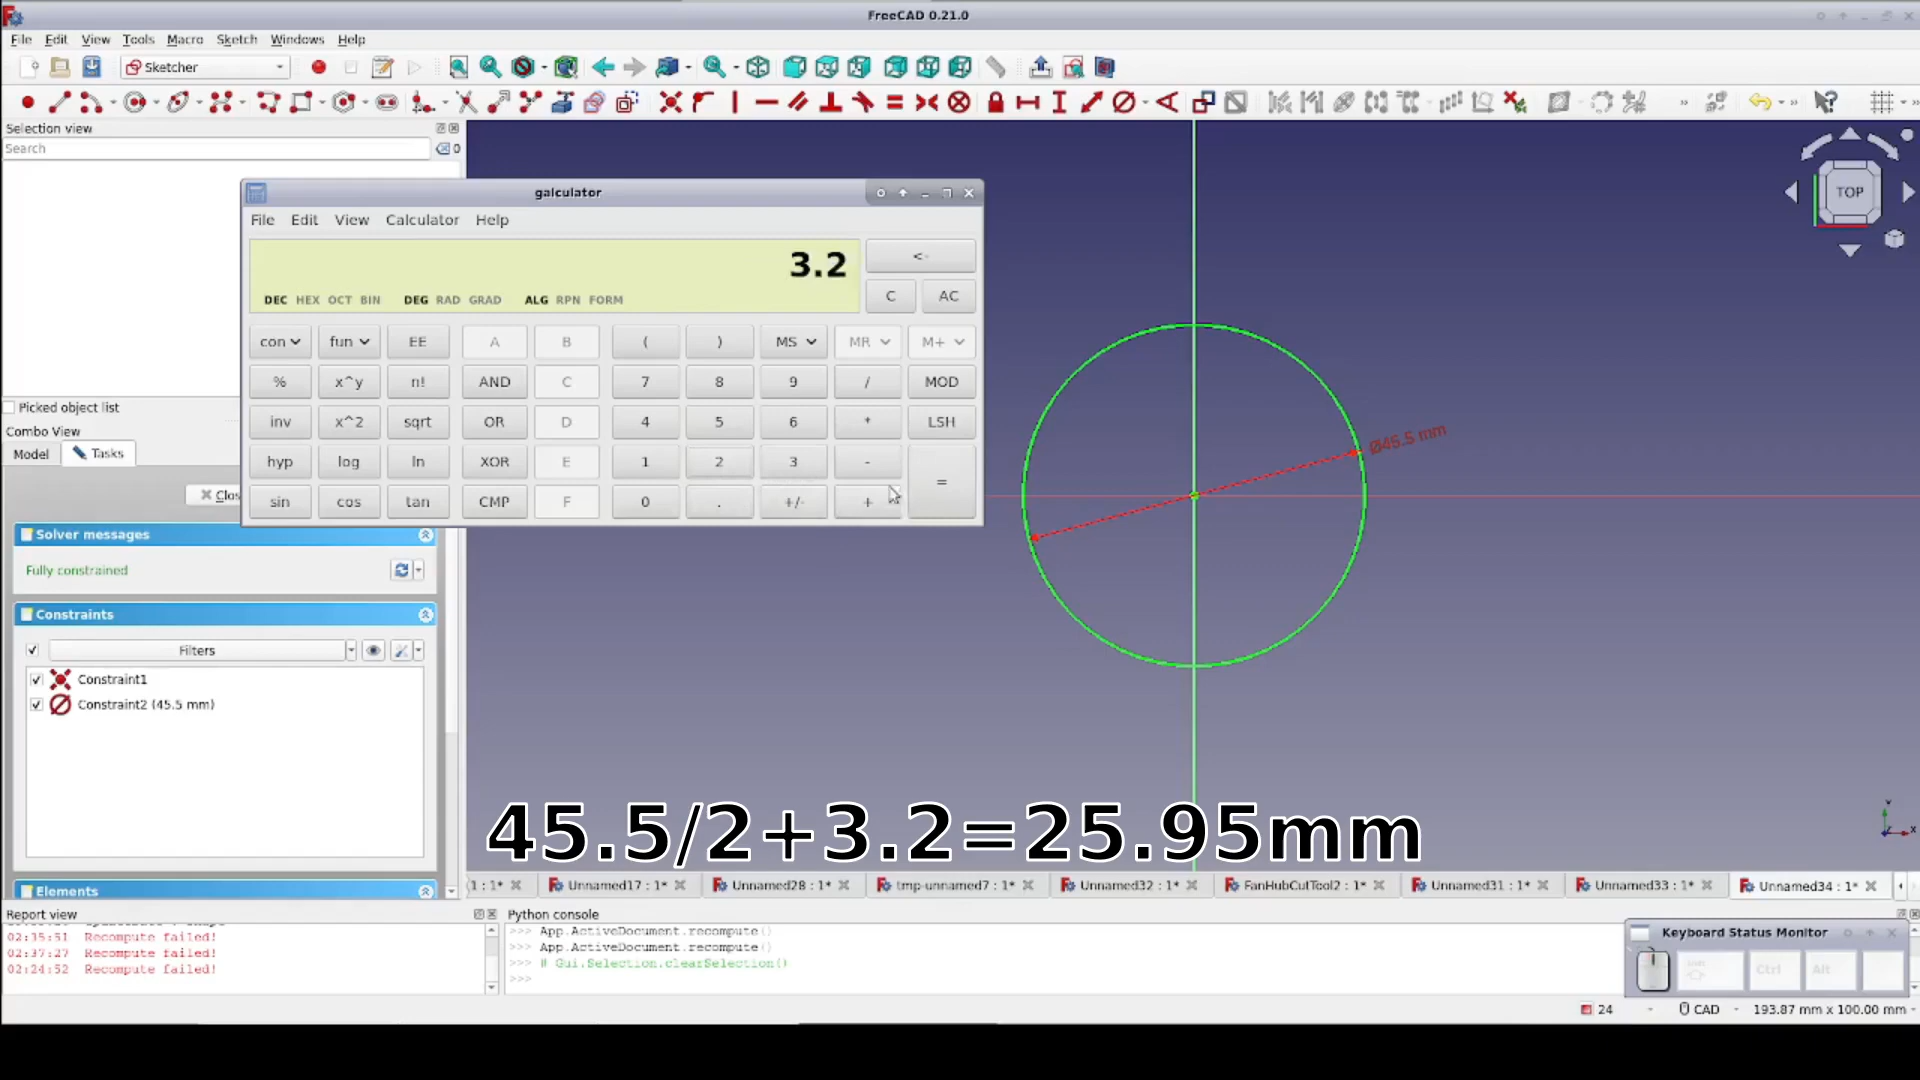 FreeCAD 0.21.0
File Edit View Tools Macro Sketch Windows Help
Sketcher
Selection view
Search
0
galculator
File Edit View Calculator Help
3.2
DEC HEX OCT BIN DEG RAD GRAD ALG RPN FORM
<-
C AC
con fun EE A B ( ) MS MR M+
% x^y n! AND C 7 8 9 / MOD
inv x^2 sqrt OR D 4 5 6 * LSH
hyp log ln XOR E 1 2 3 - =
sin cos tan CMP F 0 . +/- +
TOP
Ø45.5 mm
Picked object list
Combo View
Model Tasks
Clos
Solver messages
Fully constrained
Constraints
Filters
Constraint1
Constraint2 (45.5 mm)
45.5/2+3.2=25.95mm
Elements
1 : 1* Unnamed17 : 1* Unnamed28 : 1* tmp-unnamed7 : 1* Unnamed32 : 1* FanHubCutTool2 : 1* Unnamed31 : 1* Unnamed33 : 1* Unnamed34 : 1*
Report view
02:35:51 Recompute failed!
02:37:27 Recompute failed!
02:24:52 Recompute failed!
Python console
>>> App.ActiveDocument.recompute()
>>> App.ActiveDocument.recompute()
>>> # Gui.Selection.clearSelection()
>>>
Keyboard Status Monitor
Ctrl Alt
Y
X
24 CAD 193.87 mm x 100.00 mm